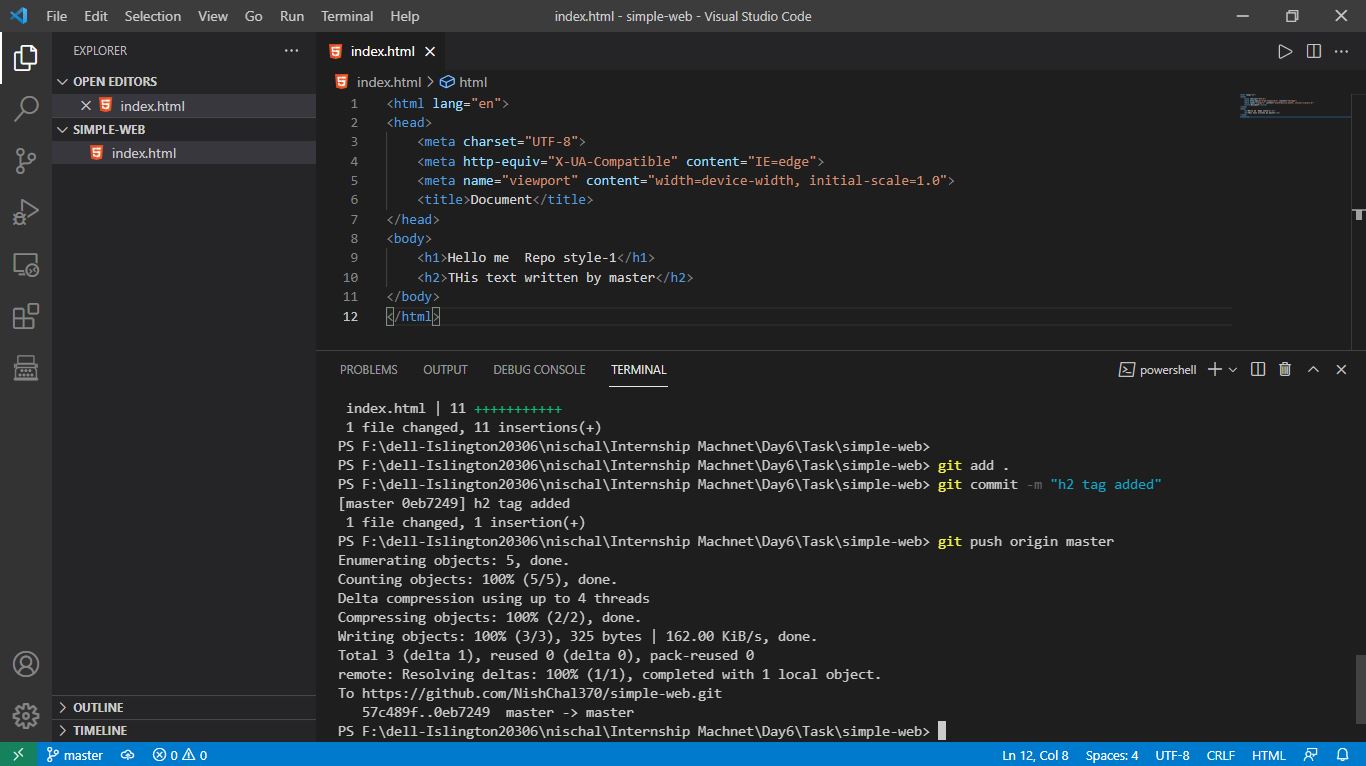 File Edit Selection View Go Run Terminal Help index.html - simple-web - Visual Studio Code
EXPLORER
OPEN EDITORS
index.html
SIMPLE-WEB
index.html
OUTLINE
TIMELINE
index.html
index.html > html
1 <html lang="en">
2 <head>
3 <meta charset="UTF-8">
4 <meta http-equiv="X-UA-Compatible" content="IE=edge">
5 <meta name="viewport" content="width=device-width, initial-scale=1.0">
6 <title>Document</title>
7 </head>
8 <body>
9 <h1>Hello me  Repo style-1</h1>
10 <h2>THis text written by master</h2>
11 </body>
12 </html>
PROBLEMS OUTPUT DEBUG CONSOLE TERMINAL powershell
index.html | 11 +++++++++++
1 file changed, 11 insertions(+)
PS F:\dell-Islington20306\nischal\Internship Machnet\Day6\Task\simple-web>
PS F:\dell-Islington20306\nischal\Internship Machnet\Day6\Task\simple-web> git add .
PS F:\dell-Islington20306\nischal\Internship Machnet\Day6\Task\simple-web> git commit -m "h2 tag added"
[master 0eb7249] h2 tag added
1 file changed, 1 insertion(+)
PS F:\dell-Islington20306\nischal\Internship Machnet\Day6\Task\simple-web> git push origin master
Enumerating objects: 5, done.
Counting objects: 100% (5/5), done.
Delta compression using up to 4 threads
Compressing objects: 100% (2/2), done.
Writing objects: 100% (3/3), 325 bytes | 162.00 KiB/s, done.
Total 3 (delta 1), reused 0 (delta 0), pack-reused 0
remote: Resolving deltas: 100% (1/1), completed with 1 local object.
To https://github.com/NishChal370/simple-web.git
57c489f..0eb7249  master -> master
PS F:\dell-Islington20306\nischal\Internship Machnet\Day6\Task\simple-web>
master 0 0 Ln 12, Col 8 Spaces: 4 UTF-8 CRLF HTML